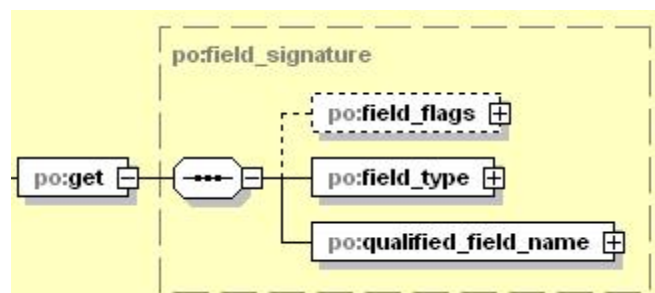 po:field_signature
po:field_flags
po:get
po:field_type
po:qualified_field_name